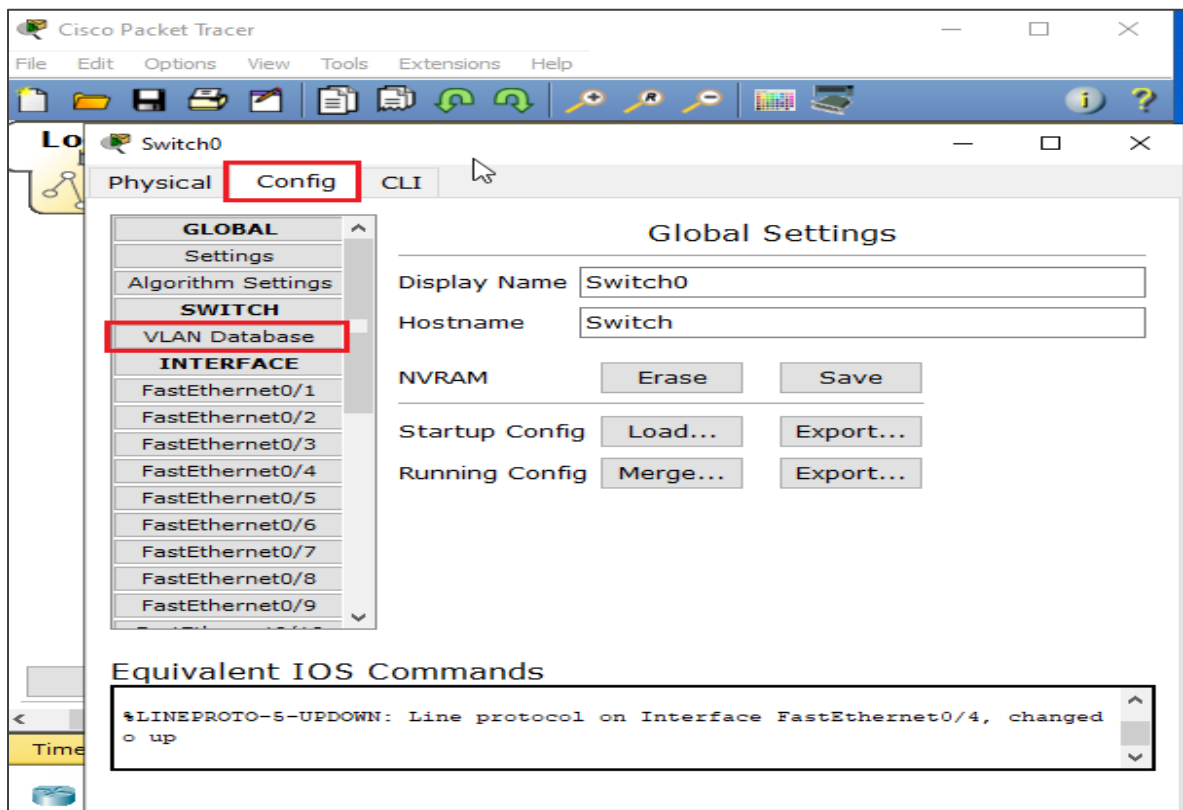 Cisco Packet Tracer
File Edit Options View Tools Extensions Help
Lo
Switch0
Physical Config CLI
GLOBAL
Settings
Algorithm Settings
SWITCH
VLAN Database
INTERFACE
FastEthernet0/1
FastEthernet0/2
FastEthernet0/3
FastEthernet0/4
FastEthernet0/5
FastEthernet0/6
FastEthernet0/7
FastEthernet0/8
FastEthernet0/9
Global Settings
Display Name Switch0
Hostname Switch
NVRAM Erase Save
Startup Config Load... Export...
Running Config Merge... Export...
Equivalent IOS Commands
%LINEPROTO-5-UPDOWN: Line protocol on Interface FastEthernet0/4, changed
o up
Time